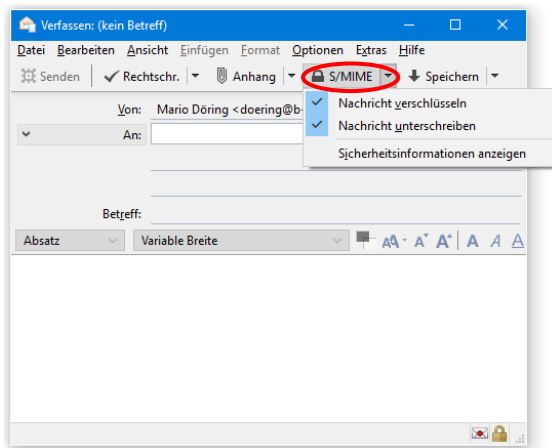 Verfassen: (kein Betreff)
Datei Bearbeiten Ansicht Einfügen Format Optionen Extras Hilfe
Senden Rechtschr. Anhang S/MIME Speichern
Von: Mario Döring <doering@b-
Nachricht verschlüsseln
Nachricht unterschreiben
An:
Sicherheitsinformationen anzeigen
Betreff:
Absatz Variable Breite